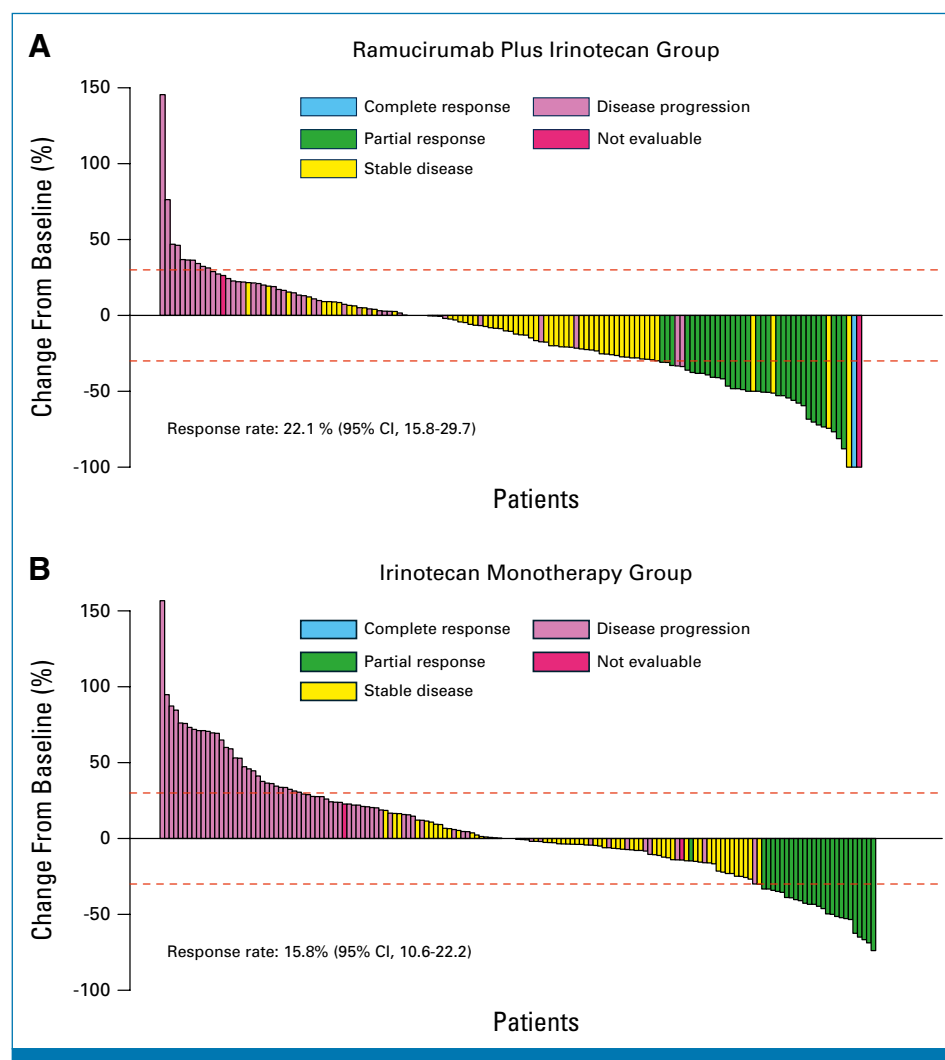 A
Ramucirumab Plus Irinotecan Group
Change From Baseline (%)
150
100
50
0
-50
-100
Complete response
Partial response
Stable disease
Disease progression
Not evaluable
Response rate: 22.1 % (95% CI, 15.8-29.7)
Patients
B
Irinotecan Monotherapy Group
Change From Baseline (%)
150
100
50
0
-50
-100
Complete response
Partial response
Stable disease
Disease progression
Not evaluable
Response rate: 15.8% (95% CI, 10.6-22.2)
Patients